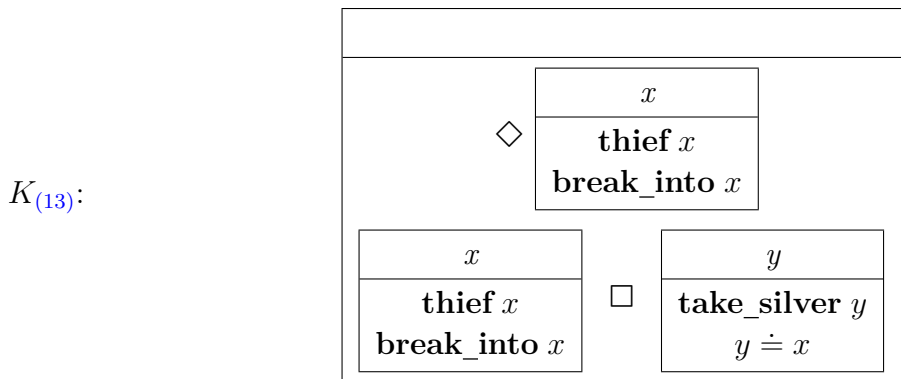 ◇
x
thief x
break_into x
K(13):
x
thief x
break_into x
□
y
take_silver y
y ≐ x